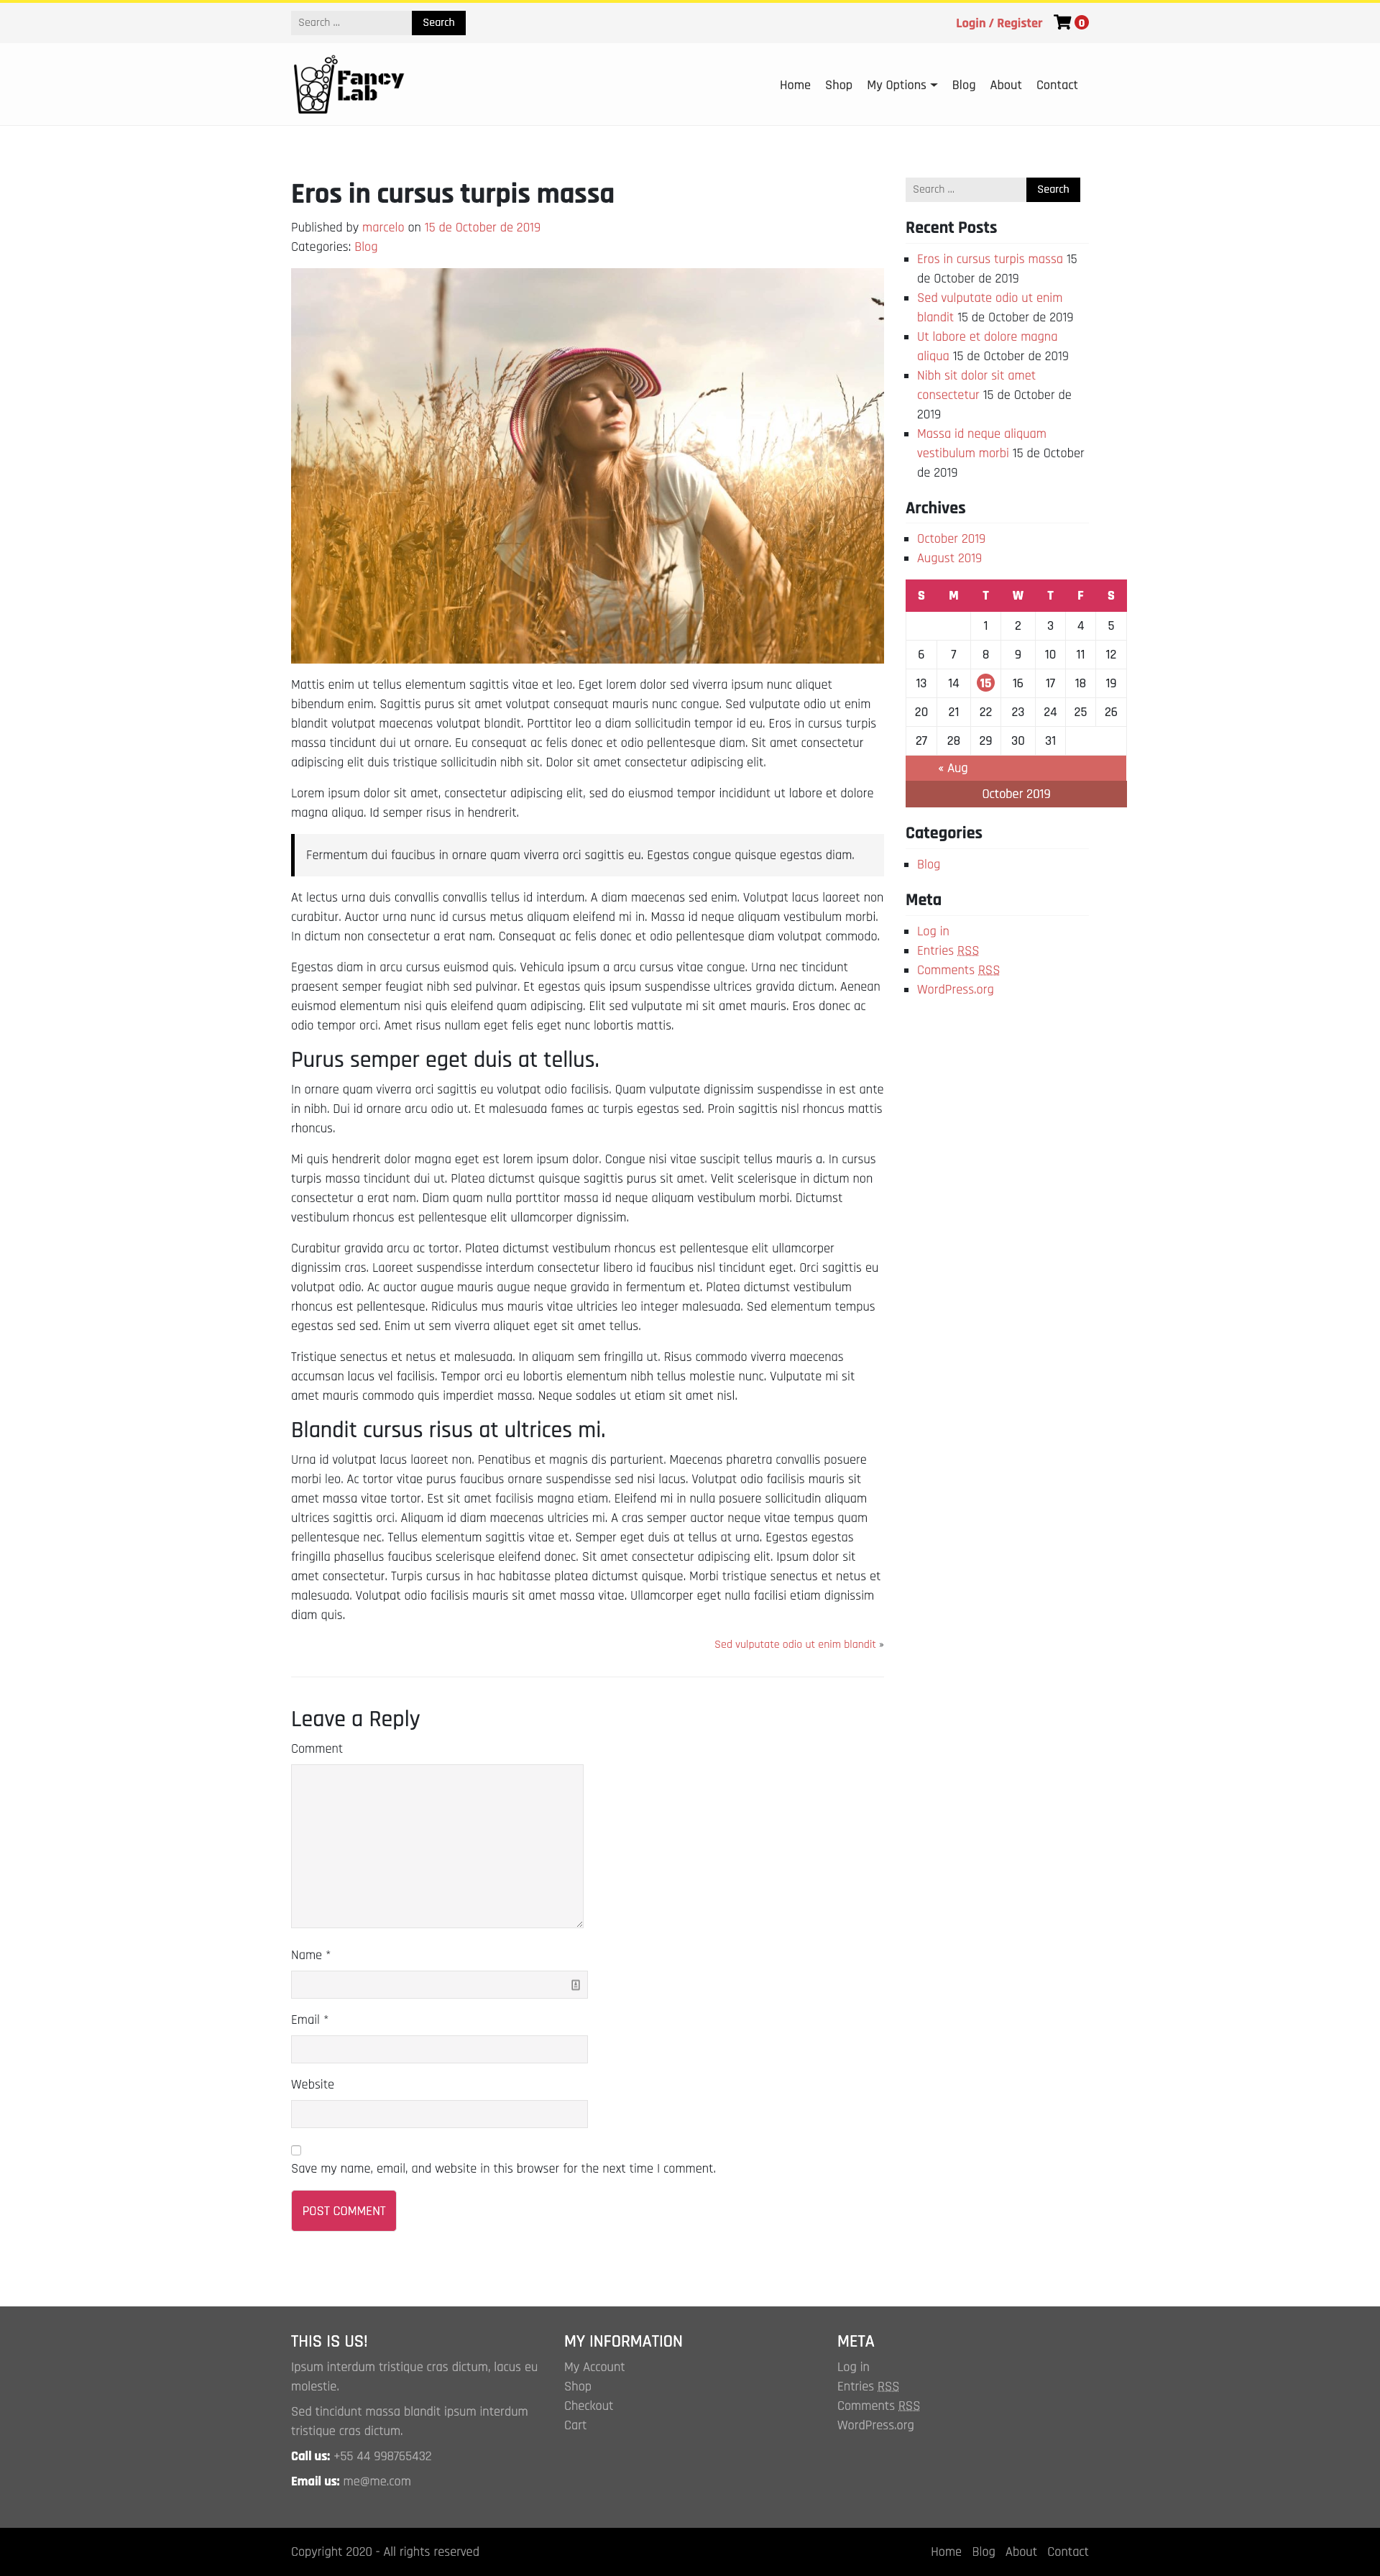 Search ...
Search
Login / Register
0
Fancy
Lab
Home
Shop
My Options
Blog
About
Contact
Eros in cursus turpis massa
Published by marcelo on 15 de October de 2019
Categories: Blog
Mattis enim ut tellus elementum sagittis vitae et leo. Eget lorem dolor sed viverra ipsum nunc aliquet
bibendum enim. Sagittis purus sit amet volutpat consequat mauris nunc congue. Sed vulputate odio ut enim
blandit volutpat maecenas volutpat blandit. Porttitor leo a diam sollicitudin tempor id eu. Eros in cursus turpis
massa tincidunt dui ut ornare. Eu consequat ac felis donec et odio pellentesque diam. Sit amet consectetur
adipiscing elit duis tristique sollicitudin nibh sit. Dolor sit amet consectetur adipiscing elit.
Lorem ipsum dolor sit amet, consectetur adipiscing elit, sed do eiusmod tempor incididunt ut labore et dolore
magna aliqua. Id semper risus in hendrerit.
Fermentum dui faucibus in ornare quam viverra orci sagittis eu. Egestas congue quisque egestas diam.
At lectus urna duis convallis convallis tellus id interdum. A diam maecenas sed enim. Volutpat lacus laoreet non
curabitur. Auctor urna nunc id cursus metus aliquam eleifend mi in. Massa id neque aliquam vestibulum morbi.
In dictum non consectetur a erat nam. Consequat ac felis donec et odio pellentesque diam volutpat commodo.
Egestas diam in arcu cursus euismod quis. Vehicula ipsum a arcu cursus vitae congue. Urna nec tincidunt
praesent semper feugiat nibh sed pulvinar. Et egestas quis ipsum suspendisse ultrices gravida dictum. Aenean
euismod elementum nisi quis eleifend quam adipiscing. Elit sed vulputate mi sit amet mauris. Eros donec ac
odio tempor orci. Amet risus nullam eget felis eget nunc lobortis mattis.
Purus semper eget duis at tellus.
In ornare quam viverra orci sagittis eu volutpat odio facilisis. Quam vulputate dignissim suspendisse in est ante
in nibh. Dui id ornare arcu odio ut. Et malesuada fames ac turpis egestas sed. Proin sagittis nisl rhoncus mattis
rhoncus.
Mi quis hendrerit dolor magna eget est lorem ipsum dolor. Congue nisi vitae suscipit tellus mauris a. In cursus
turpis massa tincidunt dui ut. Platea dictumst quisque sagittis purus sit amet. Velit scelerisque in dictum non
consectetur a erat nam. Diam quam nulla porttitor massa id neque aliquam vestibulum morbi. Dictumst
vestibulum rhoncus est pellentesque elit ullamcorper dignissim.
Curabitur gravida arcu ac tortor. Platea dictumst vestibulum rhoncus est pellentesque elit ullamcorper
dignissim cras. Laoreet suspendisse interdum consectetur libero id faucibus nisl tincidunt eget. Orci sagittis eu
volutpat odio. Ac auctor augue mauris augue neque gravida in fermentum et. Platea dictumst vestibulum
rhoncus est pellentesque. Ridiculus mus mauris vitae ultricies leo integer malesuada. Sed elementum tempus
egestas sed sed. Enim ut sem viverra aliquet eget sit amet tellus.
Tristique senectus et netus et malesuada. In aliquam sem fringilla ut. Risus commodo viverra maecenas
accumsan lacus vel facilisis. Tempor orci eu lobortis elementum nibh tellus molestie nunc. Vulputate mi sit
amet mauris commodo quis imperdiet massa. Neque sodales ut etiam sit amet nisl.
Blandit cursus risus at ultrices mi.
Urna id volutpat lacus laoreet non. Penatibus et magnis dis parturient. Maecenas pharetra convallis posuere
morbi leo. Ac tortor vitae purus faucibus ornare suspendisse sed nisi lacus. Volutpat odio facilisis mauris sit
amet massa vitae tortor. Est sit amet facilisis magna etiam. Eleifend mi in nulla posuere sollicitudin aliquam
ultrices sagittis orci. Aliquam id diam maecenas ultricies mi. A cras semper auctor neque vitae tempus quam
pellentesque nec. Tellus elementum sagittis vitae et. Semper eget duis at tellus at urna. Egestas egestas
fringilla phasellus faucibus scelerisque eleifend donec. Sit amet consectetur adipiscing elit. Ipsum dolor sit
amet consectetur. Turpis cursus in hac habitasse platea dictumst quisque. Morbi tristique senectus et netus et
malesuada. Volutpat odio facilisis mauris sit amet massa vitae. Ullamcorper eget nulla facilisi etiam dignissim
diam quis.
Sed vulputate odio ut enim blandit »
Leave a Reply
Comment
Name *
Email *
Website
Save my name, email, and website in this browser for the next time I comment.
POST COMMENT
Search ...
Search
Recent Posts
Eros in cursus turpis massa 15
de October de 2019
Sed vulputate odio ut enim
blandit 15 de October de 2019
Ut labore et dolore magna
aliqua 15 de October de 2019
Nibh sit dolor sit amet
consectetur 15 de October de
2019
Massa id neque aliquam
vestibulum morbi 15 de October
de 2019
Archives
October 2019
August 2019
S M T W T F S
1 2 3 4 5
6 7 8 9 10 11 12
13 14 15 16 17 18 19
20 21 22 23 24 25 26
27 28 29 30 31
« Aug
October 2019
Categories
Blog
Meta
Log in
Entries RSS
Comments RSS
WordPress.org
THIS IS US!
Ipsum interdum tristique cras dictum, lacus eu
molestie.
Sed tincidunt massa blandit ipsum interdum
tristique cras dictum.
Call us: +55 44 998765432
Email us: me@me.com
MY INFORMATION
My Account
Shop
Checkout
Cart
META
Log in
Entries RSS
Comments RSS
WordPress.org
Copyright 2020 - All rights reserved
Home
Blog
About
Contact